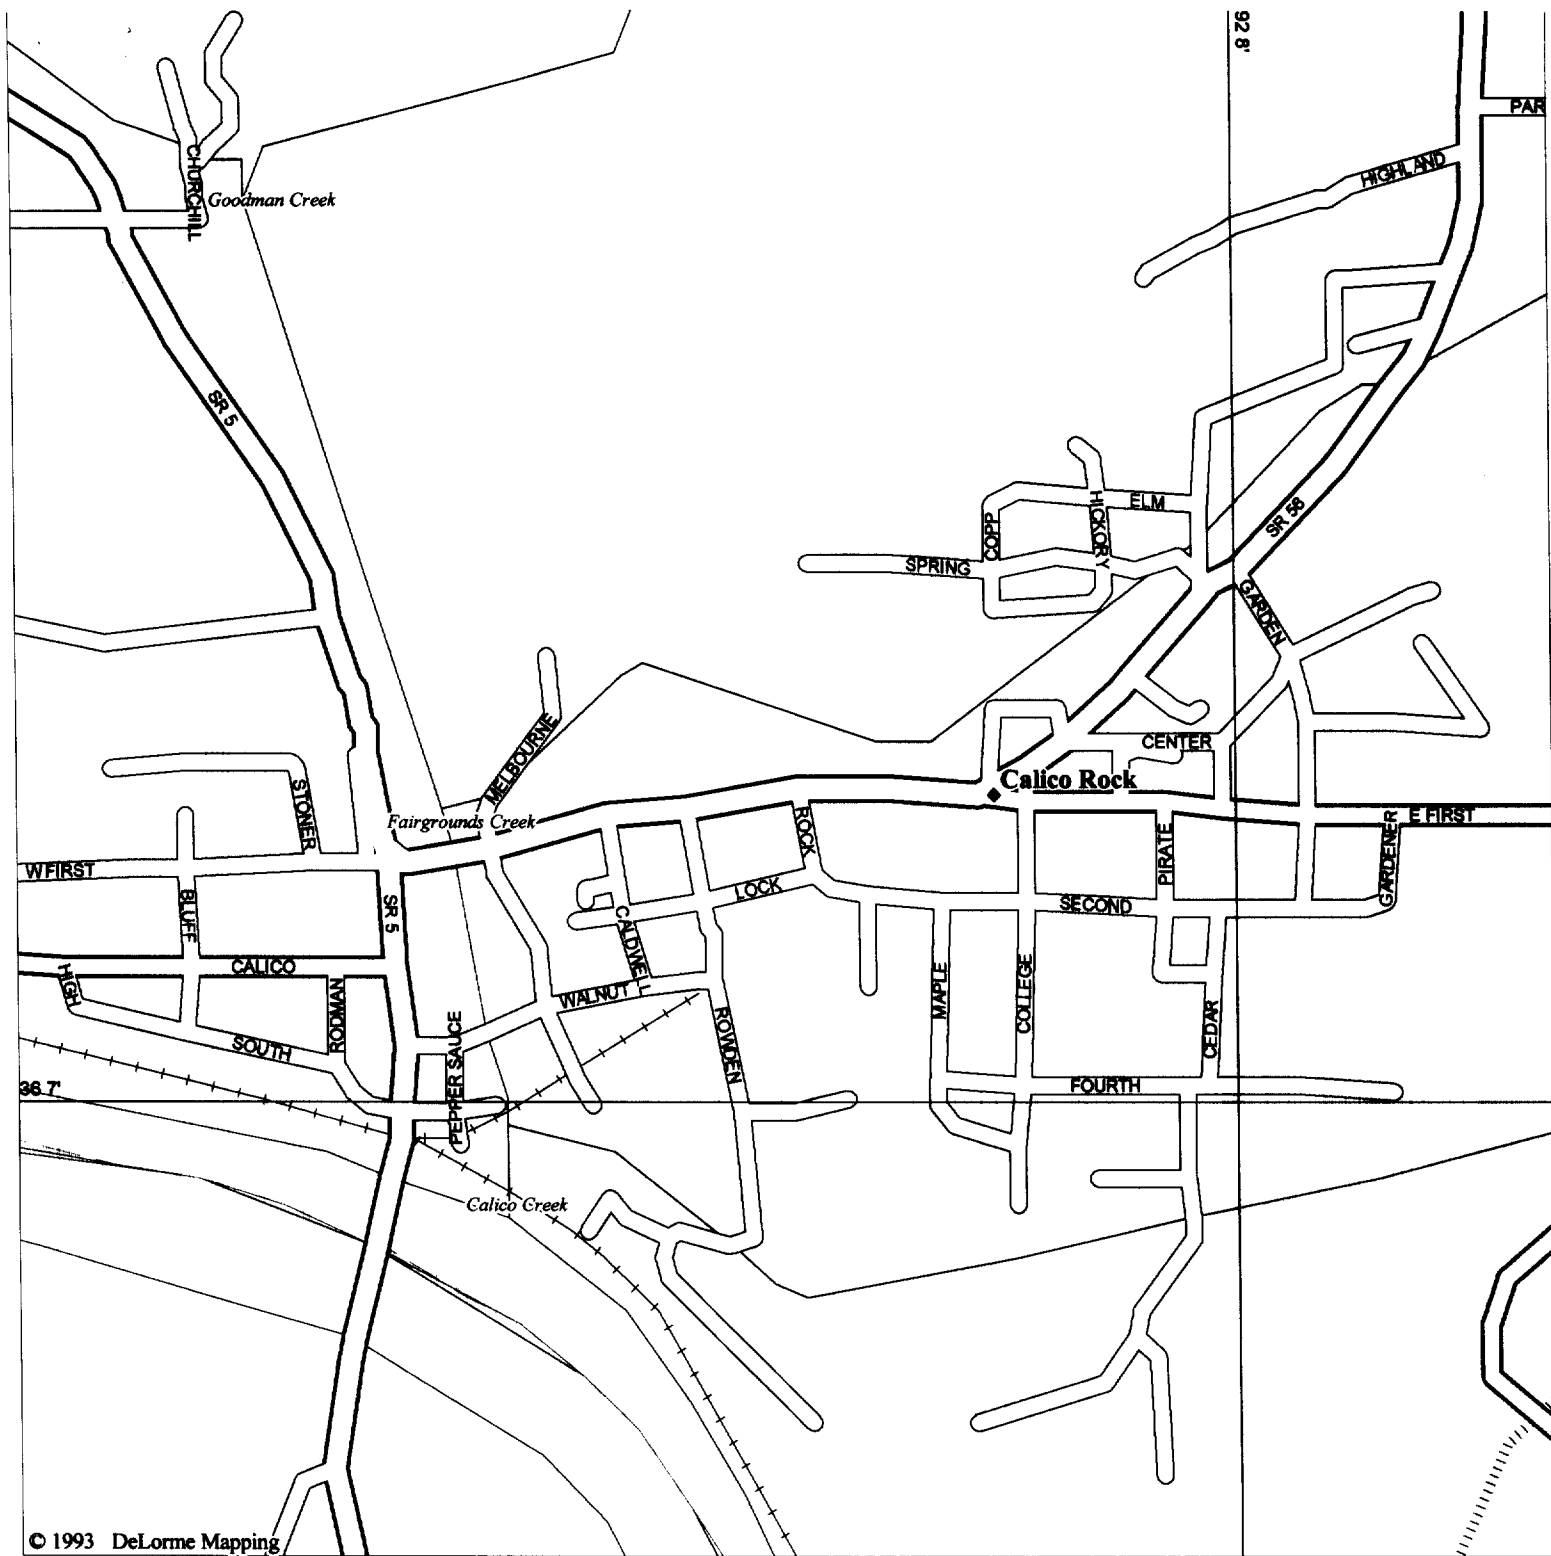 92 8'
PAR
CHURCHILL
HIGHLAND
Goodman Creek
SR 5
HICKORY
ELM
SR 56
COPP
SPRING
GARDEN
MELBOURNE
CENTER
Calico Rock
STONER
Fairgrounds Creek
ROCK
E FIRST
PIRATE
GARDENER
W FIRST
LOCK
BLUFF
SR 5
CALDWELL
SECOND
CALICO
HIGH
RODMAN
WALNUT
MAPLE
COLLEGE
CEDAR
PEPPER SAUCE
ROWDEN
SOUTH
36 7'
FOURTH
Calico Creek
© 1993 DeLorme Mapping